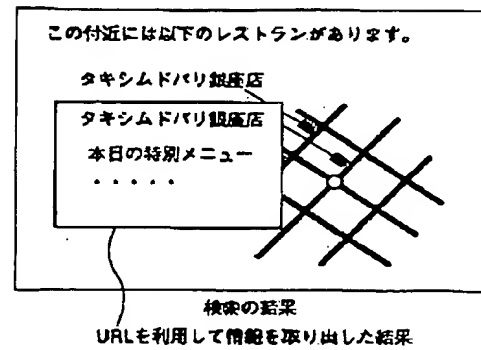 この付近には以下のレストランがあります。
タキシムドパリ銀座店
タキシムドパリ銀座店
本日の特別メニュー
・・・・・
検索の結果
URLを利用して情報を取り出した結果